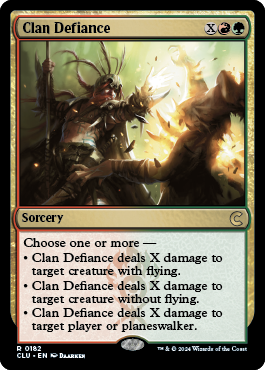 Clan Defiance X
Sorcery
Choose one or more —
• Clan Defiance deals X damage to
target creature with flying.
• Clan Defiance deals X damage to
target creature without flying.
• Clan Defiance deals X damage to
target player or planeswalker.
R 0182
CLU • EN Daarken
™ & © 2024 Wizards of the Coast